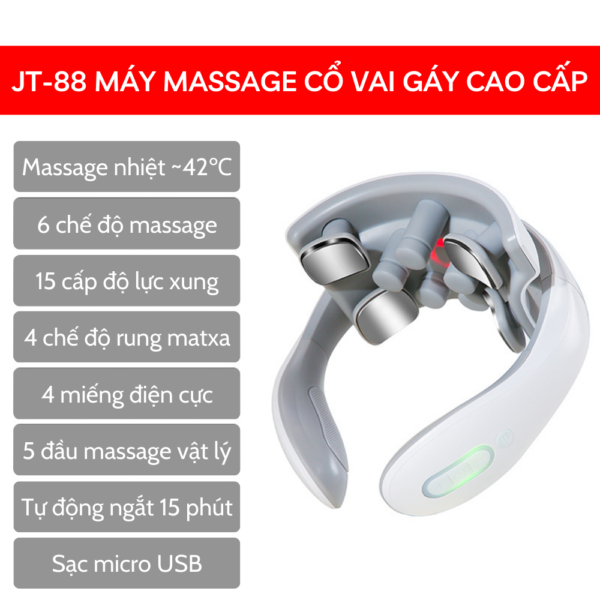 JT-88 MÁY MASSAGE CỔ VAI GÁY CAO CẤP
Massage nhiệt ~42°C
6 chế độ massage
15 cấp độ lực xung
4 chế độ rung matxa
4 miếng điện cực
5 đầu massage vật lý
Tự động ngắt 15 phút
Sạc micro USB